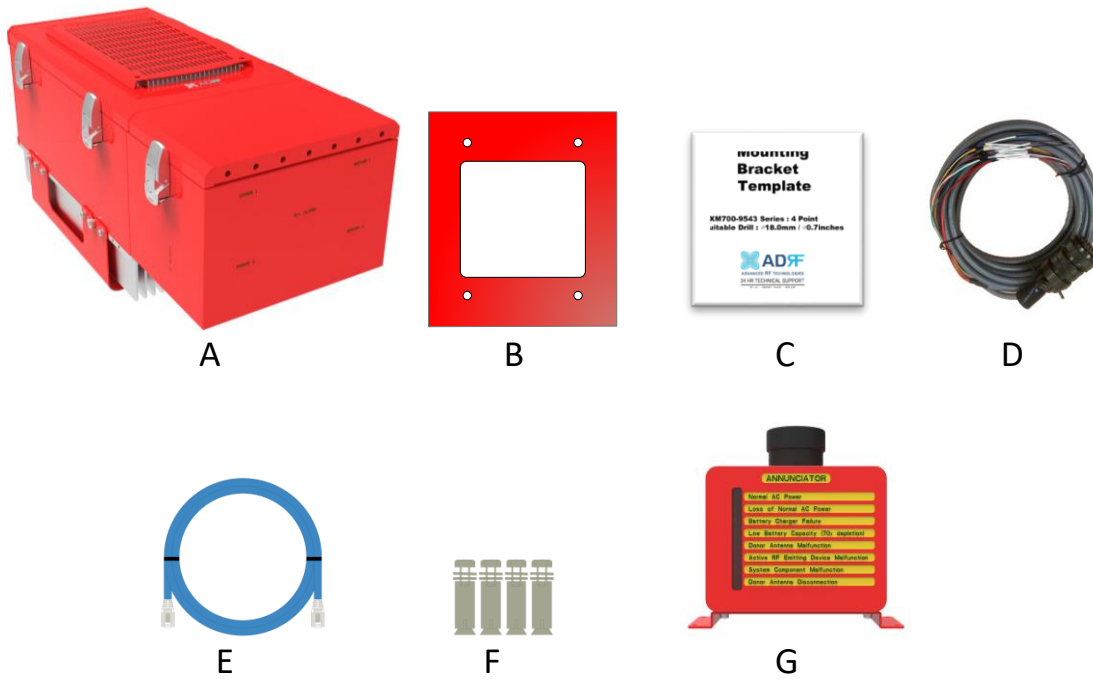 A
B
Mounting
Bracket
Template
XM700-9543 Series : 4 Point
uitable Drill : ⌀18.0mm / ⌀0.7inches
ADRF
ADVANCED RF TECHNOLOGIES
24 HR TECHNICAL SUPPORT
C
D
E
F
ANNUNCIATOR
Normal AC Power
Loss of Normal AC Power
Battery Charger Failure
Low Battery Capacity (70% depletion)
Donor Antenna Malfunction
Active RF Emitting Device Malfunction
System Component Malfunction
Donor Antenna Disconnection
G